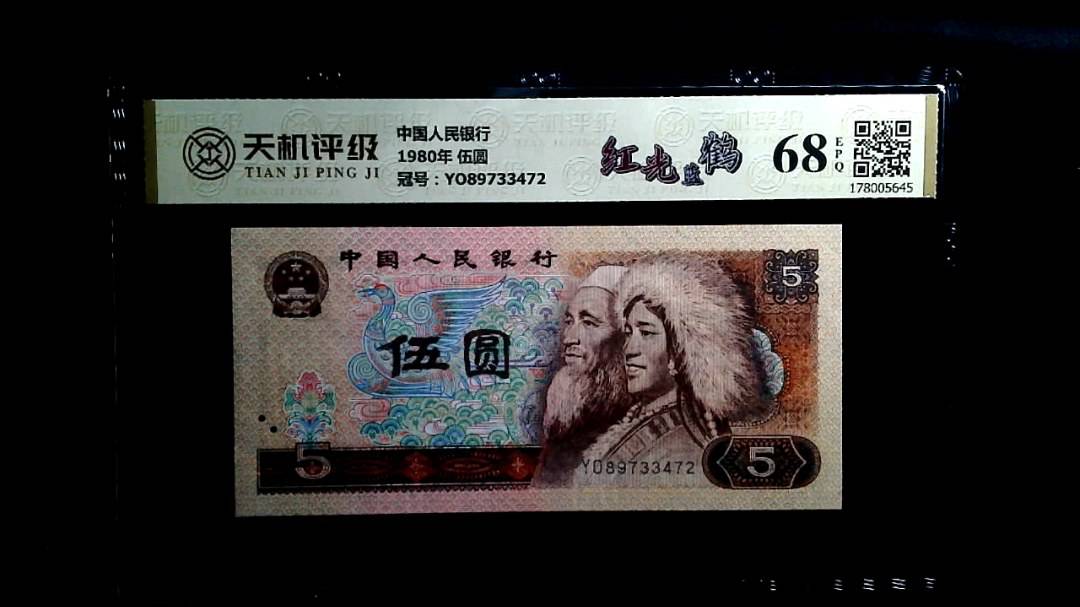 天机评级
TIAN JI PING JI
中国人民银行
1980年 伍圆
冠号：YO89733472
红光蓝鹤
68
EPQ
178005645
中国人民银行
5
伍圆
5
YO89733472
5